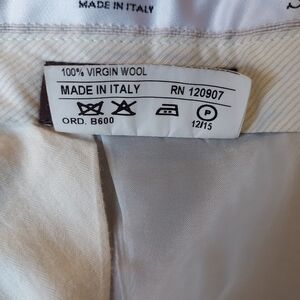 MADE IN ITALY
100% VIRGIN WOOL
MADE IN ITALY RN 120907
P
ORD. B600 12/15